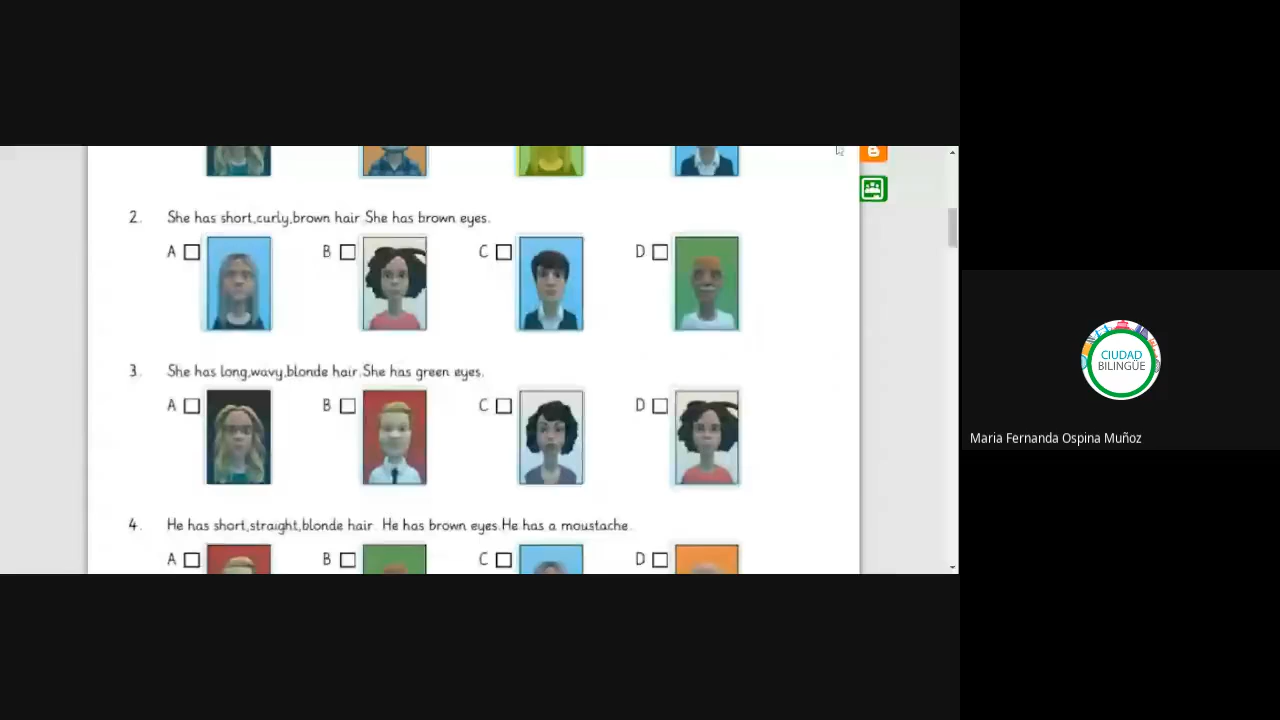 2. She has short,curly,brown hair She has brown eyes.
A B C D
3. She has long,wavy,blonde hair.She has green eyes.
A B C D
4. He has short,straight,blonde hair. He has brown eyes.He has a moustache.
A B C D
CIUDAD
BILINGÜE
Maria Fernanda Ospina Muñoz